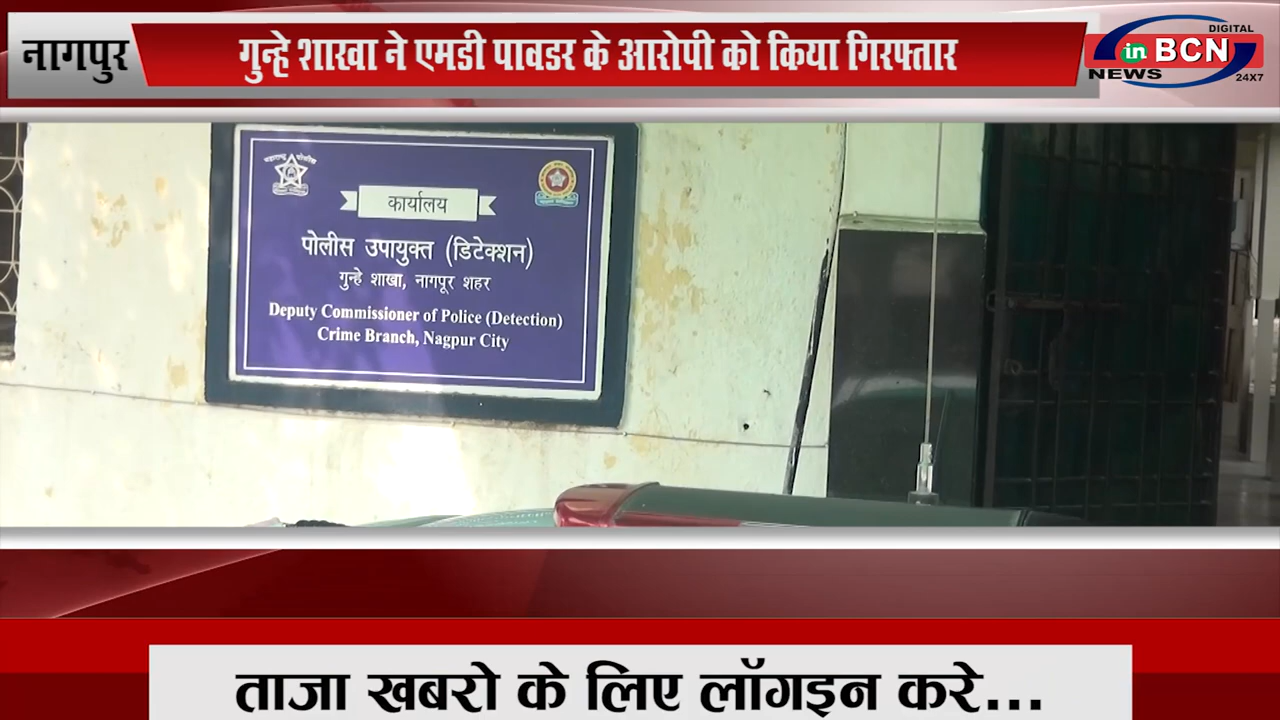 नागपुर
गुन्हे शाखा ने एमडी पावडर के आरोपी को किया गिरफ्तार
DIGITAL
in BCN
NEWS
24X7
महाराष्ट्र पोलीस
कार्यालय
पोलीस उपायुक्त (डिटेक्शन)
गुन्हे शाखा, नागपूर शहर
Deputy Commissioner of Police (Detection)
Crime Branch, Nagpur City
ताजा खबरो के लिए लॉगइन करे...